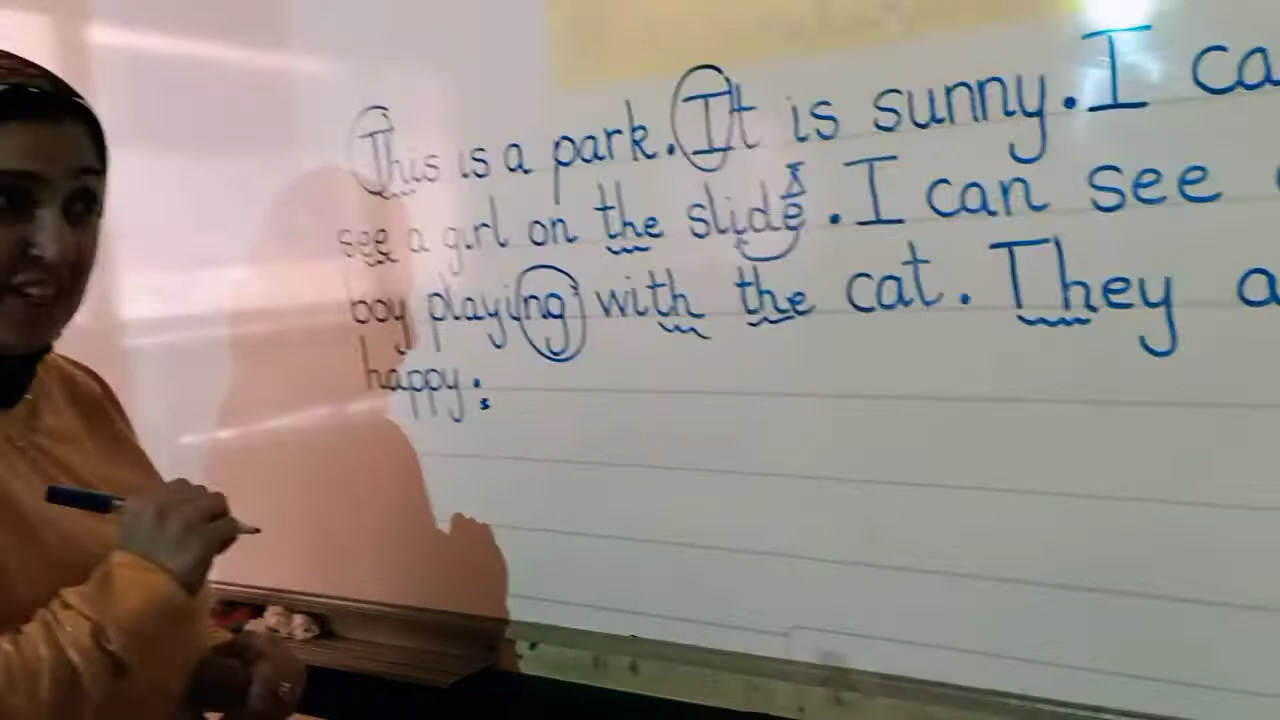 This is a park. It is sunny. I ca
see a girl on the slide. I can see
boy playing with the cat. They a
happy.